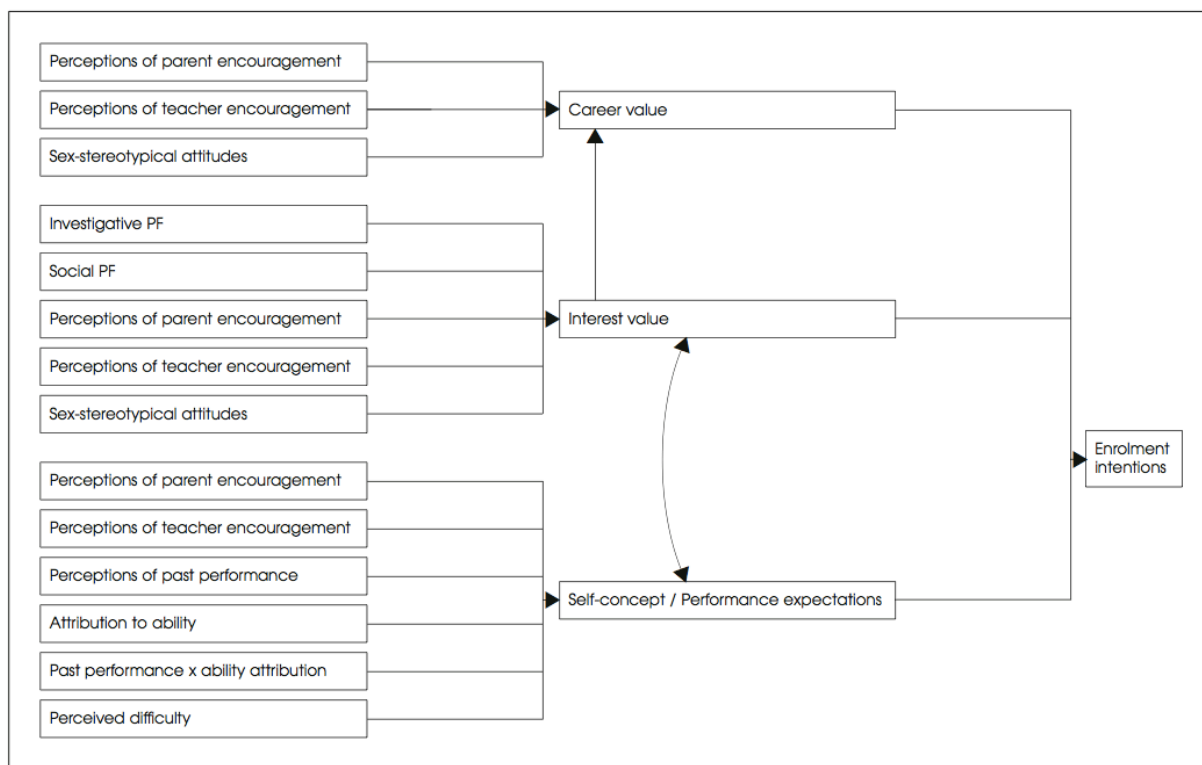 Perceptions of parent encouragement
Perceptions of teacher encouragement
Sex-stereotypical attitudes
Career value
Investigative PF
Social PF
Perceptions of parent encouragement
Perceptions of teacher encouragement
Sex-stereotypical attitudes
Interest value
Perceptions of parent encouragement
Perceptions of teacher encouragement
Perceptions of past performance
Attribution to ability
Past performance x ability attribution
Perceived difficulty
Self-concept / Performance expectations
Enrolment
intentions